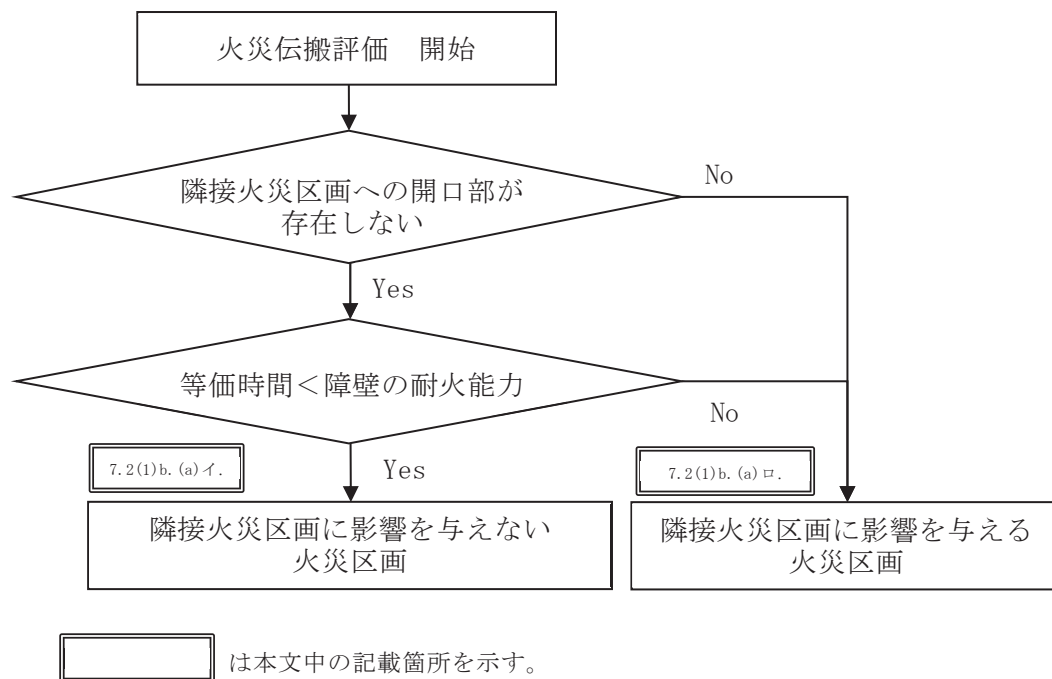 火災伝搬評価　開始
隣接火災区画への開口部が
存在しない
No
Yes
等価時間＜障壁の耐火能力
No
7.2(1)b.(a)イ.
Yes
7.2(1)b.(a)ロ.
隣接火災区画に影響を与えない
火災区画
隣接火災区画に影響を与える
火災区画
は本文中の記載箇所を示す。